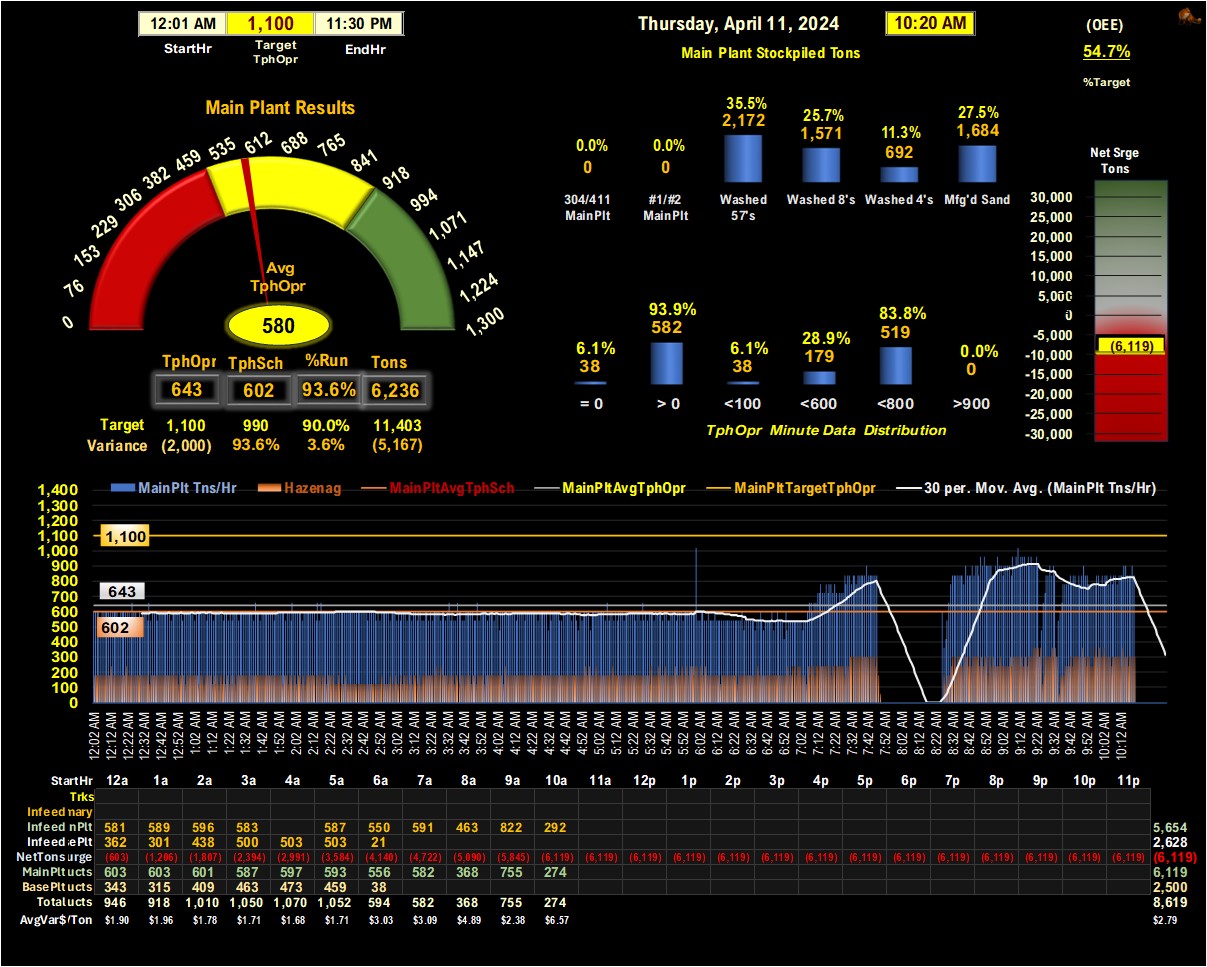 12:01 AM 1,100 11:30 PM
StartHr Target TphOpr EndHr
Thursday, April 11, 2024 10:20 AM
Main Plant Stockpiled Tons
(OEE)
54.7%
%Target
Main Plant Results
0 76 153 229 306 382 459 535 612 688 765 841 918 994 1,071 1,147 1,224 1,300
Avg
TphOpr
580
TphOpr TphSch %Run Tons
643 602 93.6% 6,236
Target 1,100 990 90.0% 11,403
Variance (2,000) 93.6% 3.6% (5,167)
0.0% 0.0% 35.5% 25.7% 11.3% 27.5%
0 0 2,172 1,571 692 1,684
304/411 MainPlt #1/#2 MainPlt Washed 57's Washed 8's Washed 4's Mfg'd Sand
6.1% 93.9% 6.1% 28.9% 83.8% 0.0%
38 582 38 179 519 0
= 0 > 0 <100 <600 <800 >900
TphOpr Minute Data Distribution
Net Srge
Tons
30,000
25,000
20,000
15,000
10,000
5,000
0
-5,000
(6,119)
-10,000
-15,000
-20,000
-25,000
-30,000
MainPlt Tns/Hr Hazenag MainPltAvgTphSch MainPltAvgTphOpr MainPltTargetTphOpr 30 per. Mov. Avg. (MainPlt Tns/Hr)
1,400
1,300
1,200
1,100
1,000
900
800
700
600
500
400
300
200
100
0
1,100
643
602
12:02 AM 12:12 AM 12:22 AM 12:32 AM 12:42 AM 12:52 AM 1:02 AM 1:12 AM 1:22 AM 1:32 AM 1:42 AM 1:52 AM 2:02 AM 2:12 AM 2:22 AM 2:32 AM 2:42 AM 2:52 AM 3:02 AM 3:12 AM 3:22 AM 3:32 AM 3:42 AM 3:52 AM 4:02 AM 4:12 AM 4:22 AM 4:32 AM 4:42 AM 4:52 AM 5:02 AM 5:12 AM 5:22 AM 5:32 AM 5:42 AM 5:52 AM 6:02 AM 6:12 AM 6:22 AM 6:32 AM 6:42 AM 6:52 AM 7:02 AM 7:12 AM 7:22 AM 7:32 AM 7:42 AM 7:52 AM 8:02 AM 8:12 AM 8:22 AM 8:32 AM 8:42 AM 8:52 AM 9:02 AM 9:12 AM 9:22 AM 9:32 AM 9:42 AM 9:52 AM 10:02 AM 10:12 AM
StartHr 12a 1a 2a 3a 4a 5a 6a 7a 8a 9a 10a 11a 12p 1p 2p 3p 4p 5p 6p 7p 8p 9p 10p 11p
Trks
Infeed mary
Infeed nPlt 581 589 596 583 587 550 591 463 822 292 5,654
Infeed ePlt 362 301 438 500 503 503 21 2,628
NetTons urge (603) (1,206) (1,807) (2,394) (2,991) (3,584) (4,140) (4,722) (5,090) (5,845) (6,119) (6,119) (6,119) (6,119) (6,119) (6,119) (6,119) (6,119) (6,119) (6,119) (6,119) (6,119) (6,119) (6,119) (6,119)
MainPlt ucts 603 603 601 587 597 593 556 582 368 755 274 6,119
BasePlt ucts 343 315 409 463 473 459 38 2,500
Total ucts 946 918 1,010 1,050 1,070 1,052 594 582 368 755 274 8,619
AvgVar$/Ton $1.90 $1.96 $1.78 $1.71 $1.68 $1.71 $3.03 $3.09 $4.89 $2.38 $6.57 $2.79